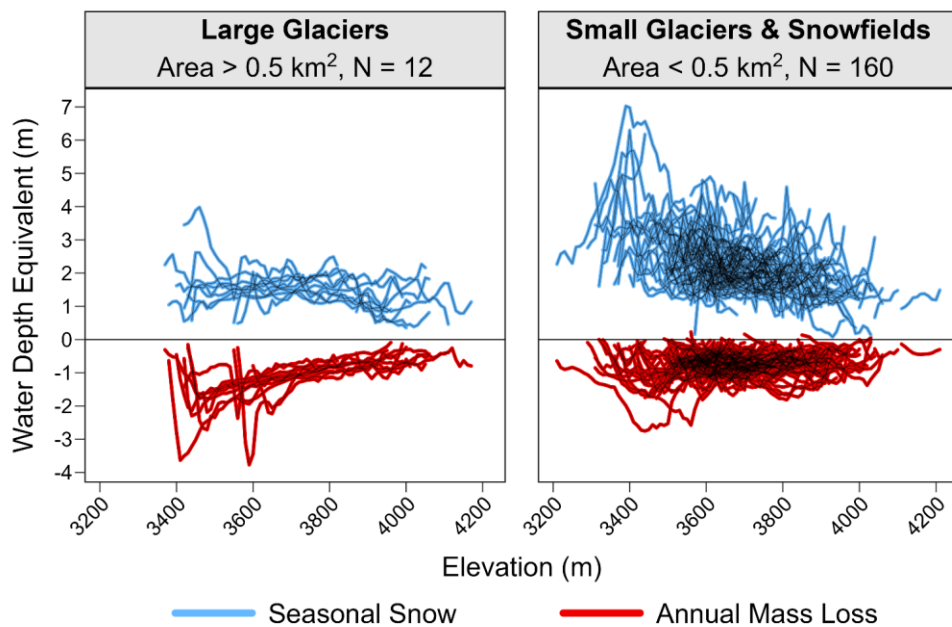 Large Glaciers
Area > 0.5 km², N = 12
Small Glaciers & Snowfields
Area < 0.5 km², N = 160
Water Depth Equivalent (m)
7
6
5
4
3
2
1
0
-1
-2
-3
-4
3200 3400 3600 3800 4000 4200
3200 3400 3600 3800 4000 4200
Elevation (m)
Seasonal Snow
Annual Mass Loss